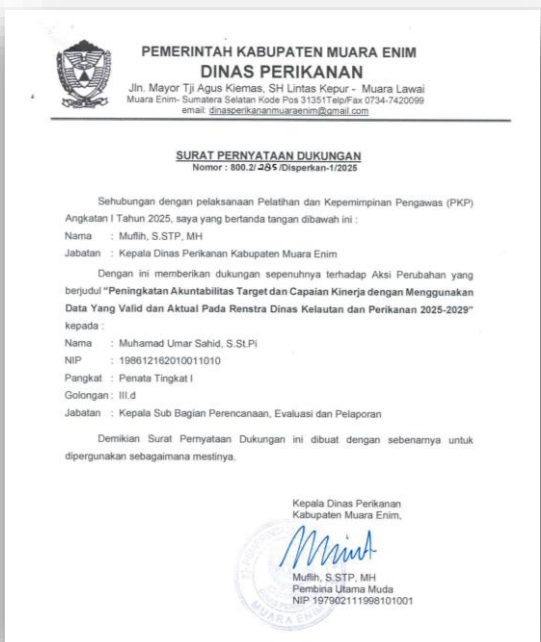 PEMERINTAH KABUPATEN MUARA ENIM
DINAS PERIKANAN
Jln. Mayor Tji Agus Kiemas, SH Lintas Kepur - Muara Lawai
Muara Enim- Sumatera Selatan Kode Pos 31351Telp/Fax 0734-7420099
email: dinasperikananmuaraenim@gmail.com
SURAT PERNYATAAN DUKUNGAN
Nomor : 800.2/285/Disperkan-1/2025
Sehubungan dengan pelaksanaan Pelatihan dan Kepemimpinan Pengawas (PKP)
Angkatan I Tahun 2025, saya yang bertanda tangan dibawah ini :
Nama : Muflih, S.STP, MH
Jabatan : Kepala Dinas Perikanan Kabupaten Muara Enim
Dengan ini memberikan dukungan sepenuhnya terhadap Aksi Perubahan yang
berjudul "Peningkatan Akuntabilitas Target dan Capaian Kinerja dengan Menggunakan
Data Yang Valid dan Aktual Pada Renstra Dinas Kelautan dan Perikanan 2025-2029"
kepada :
Nama : Muhamad Umar Sahid, S.St.Pi
NIP : 198612162010011010
Pangkat : Penata Tingkat I
Golongan : III.d
Jabatan : Kepala Sub Bagian Perencanaan, Evaluasi dan Pelaporan
Demikian Surat Pernyataan Dukungan ini dibuat dengan sebenarnya untuk
dipergunakan sebagaimana mestinya.
Kepala Dinas Perikanan
Kabupaten Muara Enim,
Muflih, S.STP, MH
Pembina Utama Muda
NIP 197902111998101001
MUARA ENIM